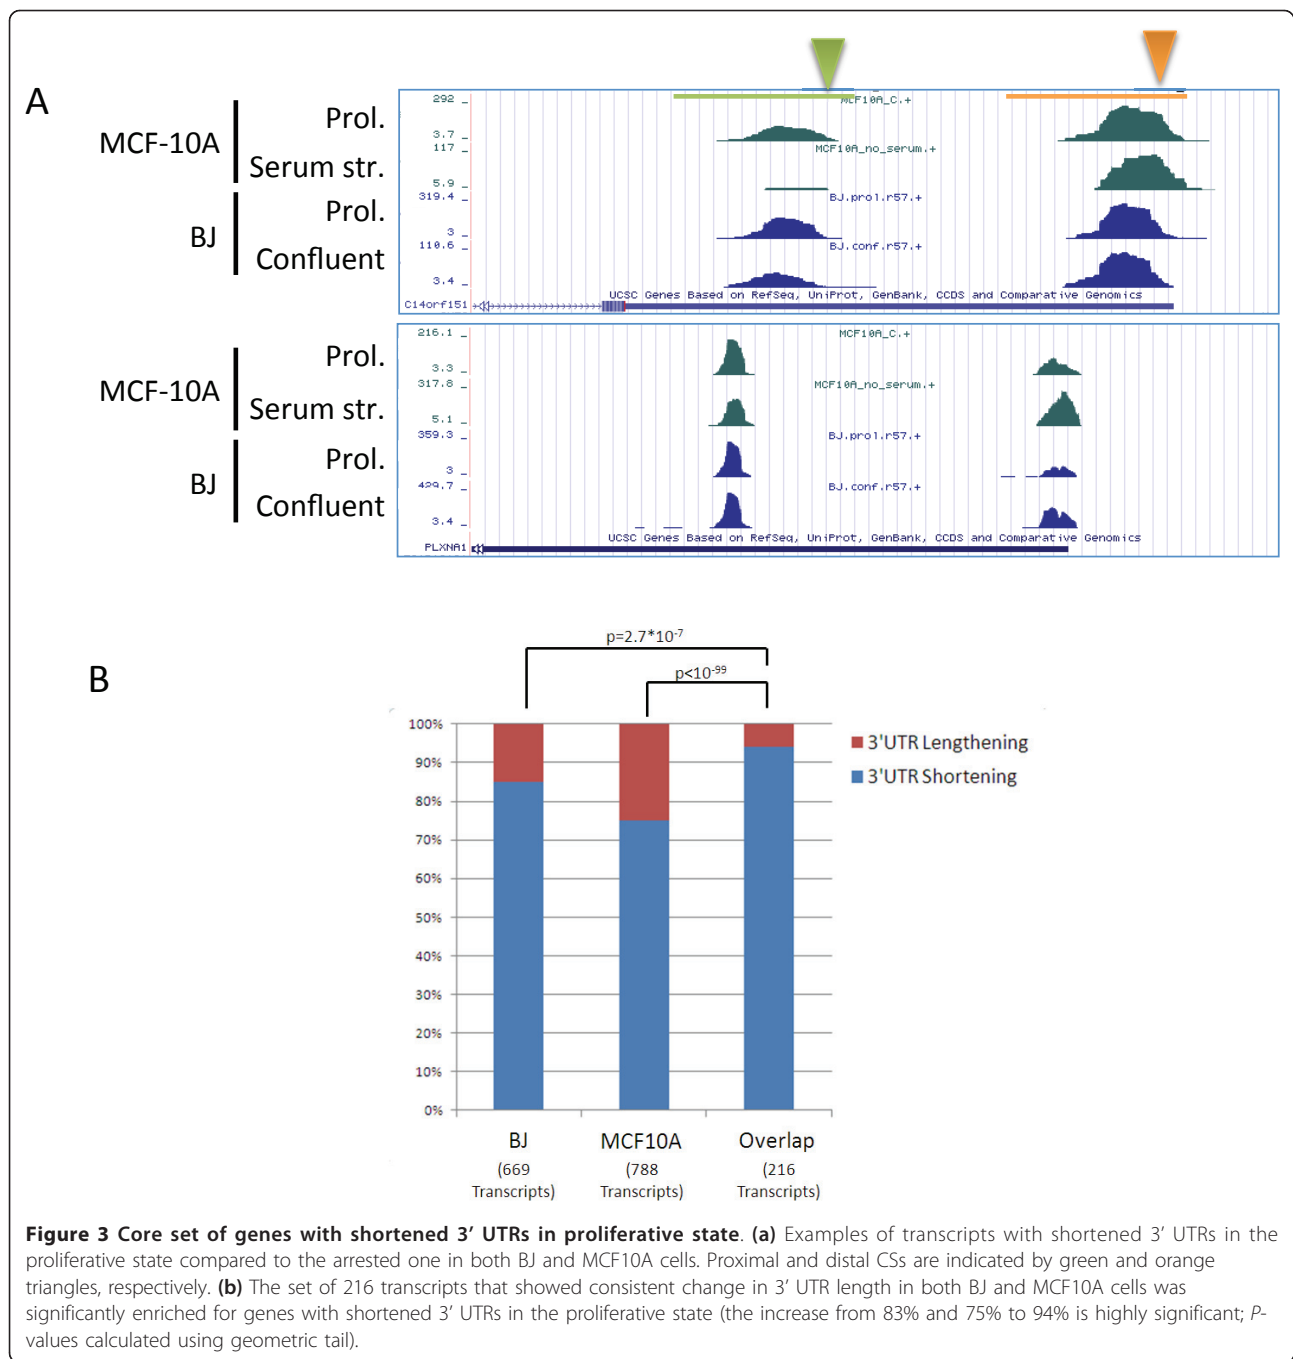 A
MCF-10A
Prol.
Serum str.
BJ
Prol.
Confluent
292 _
MCF10A_C.+
3.7 _
117 _
MCF10A_no_serum.+
5.9 _
319.4 _
BJ.prol.r57.+
3 _
110.6 _
BJ.conf.r57.+
3.4 _
UCSC Genes Based on RefSeq, UniProt, GenBank, CCDS and Comparative Genomics
C14orf151
MCF-10A
Prol.
Serum str.
BJ
Prol.
Confluent
216.1 _
MCF10A_C.+
3.3 _
317.8 _
MCF10A_no_serum.+
5.1 _
359.3 _
BJ.prol.r57.+
3 _
429.7 _
BJ.conf.r57.+
3.4 _
UCSC Genes Based on RefSeq, UniProt, GenBank, CCDS and Comparative Genomics
PLXNA1
B
p=2.7*10-7
p<10-99
100%
90%
80%
70%
60%
50%
40%
30%
20%
10%
0%
3'UTR Lengthening
3'UTR Shortening
BJ
(669
Transcripts)
MCF10A
(788
Transcripts)
Overlap
(216
Transcripts)
Figure 3 Core set of genes with shortened 3' UTRs in proliferative state. (a) Examples of transcripts with shortened 3' UTRs in the
proliferative state compared to the arrested one in both BJ and MCF10A cells. Proximal and distal CSs are indicated by green and orange
triangles, respectively. (b) The set of 216 transcripts that showed consistent change in 3' UTR length in both BJ and MCF10A cells was
significantly enriched for genes with shortened 3' UTRs in the proliferative state (the increase from 83% and 75% to 94% is highly significant; P-
values calculated using geometric tail).